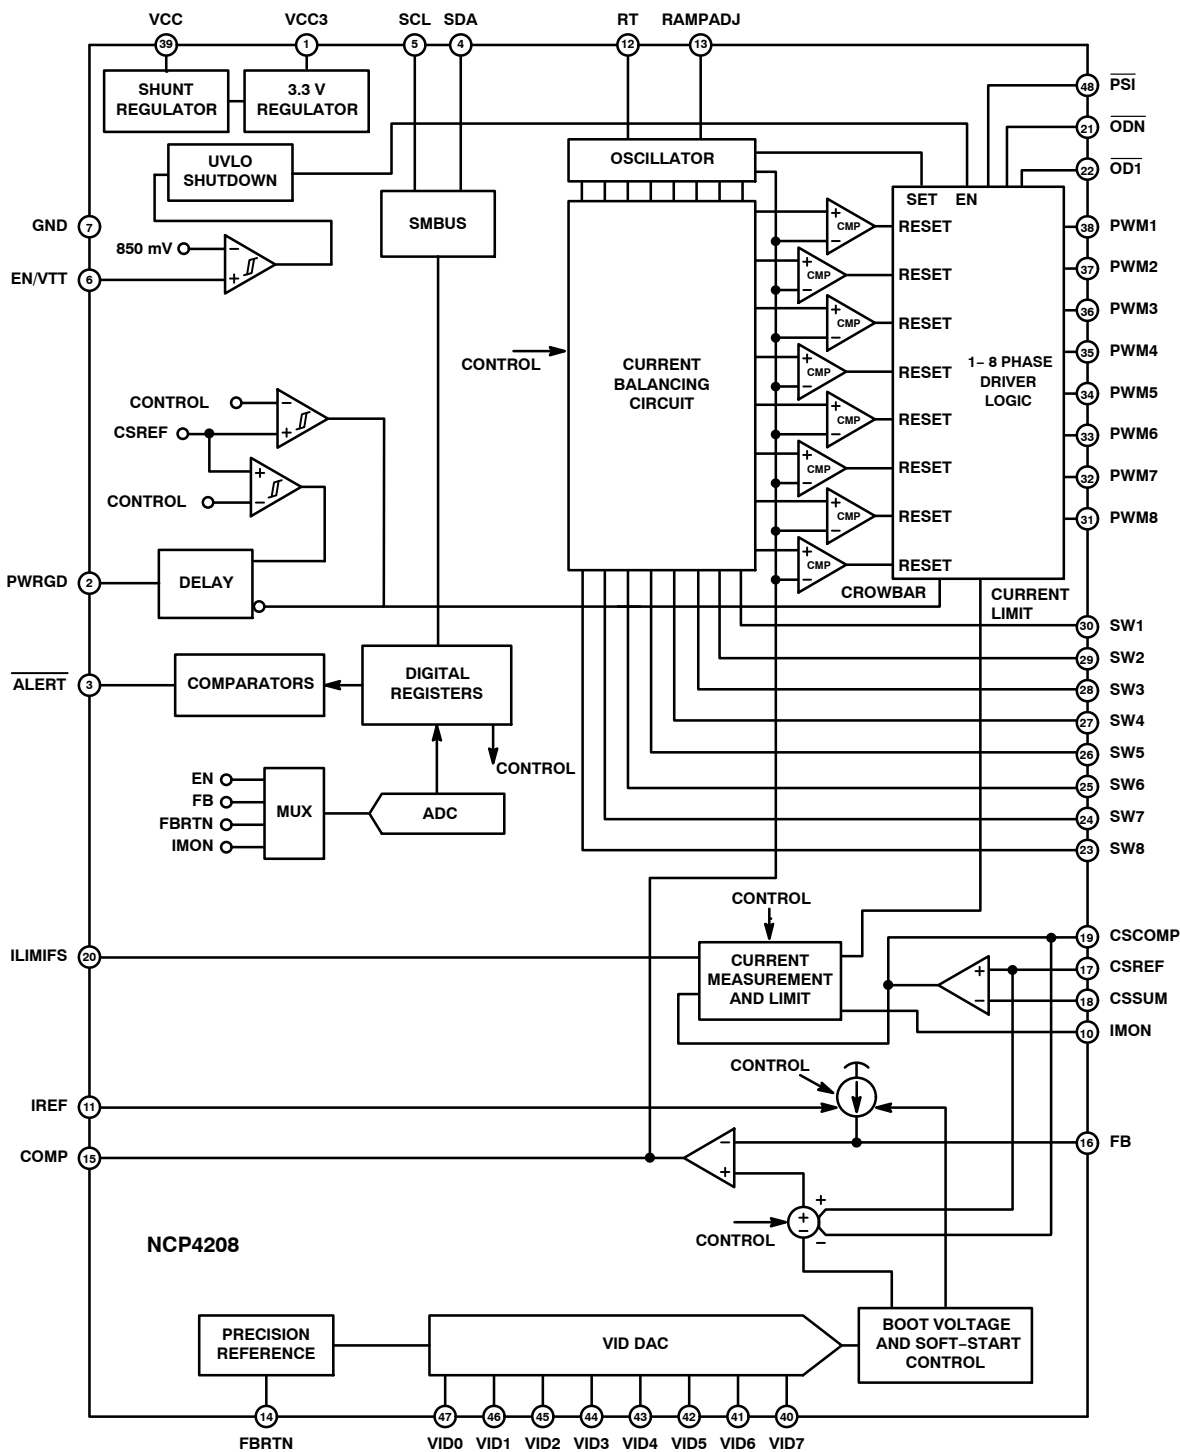 VCC VCC3 SCL SDA RT RAMPADJ
39 1 5 4 12 13
SHUNT
REGULATOR
3.3 V
REGULATOR
48 PSI
21 ODN
22 OD1
UVLO
SHUTDOWN
OSCILLATOR
SMBUS
SET EN
GND 7
850 mV
−
+
EN/VTT 6
CONTROL
CURRENT
BALANCING
CIRCUIT
+
−
CMP
RESET
+
−
CMP
RESET
+
−
CMP
RESET
+
−
CMP
RESET
+
−
CMP
RESET
+
−
CMP
RESET
+
−
CMP
RESET
+
−
CMP
RESET
1− 8 PHASE
DRIVER
LOGIC
38 PWM1
37 PWM2
36 PWM3
35 PWM4
34 PWM5
33 PWM6
32 PWM7
31 PWM8
CONTROL
−
CSREF
+
+
CONTROL
−
PWRGD 2
DELAY
CROWBAR
CURRENT
LIMIT
30 SW1
29 SW2
28 SW3
27 SW4
26 SW5
25 SW6
24 SW7
23 SW8
ALERT 3
COMPARATORS
DIGITAL
REGISTERS
CONTROL
EN
FB
FBRTN
IMON
MUX
ADC
CONTROL
ILIMIFS 20
CURRENT
MEASUREMENT
AND LIMIT
+
−
19 CSCOMP
17 CSREF
18 CSSUM
10 IMON
CONTROL
IREF 11
COMP 15
−
+
16 FB
+
+
−
−
CONTROL
NCP4208
PRECISION
REFERENCE
VID DAC
BOOT VOLTAGE
AND SOFT−START
CONTROL
14 47 46 45 44 43 42 41 40
FBRTN VID0 VID1 VID2 VID3 VID4 VID5 VID6 VID7